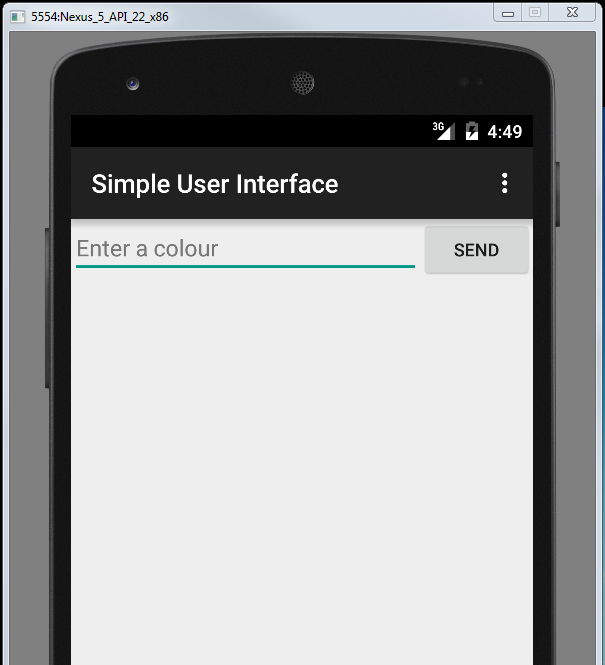 5554:Nexus_5_API_22_x86
3G 4:49
Simple User Interface
Enter a colour SEND